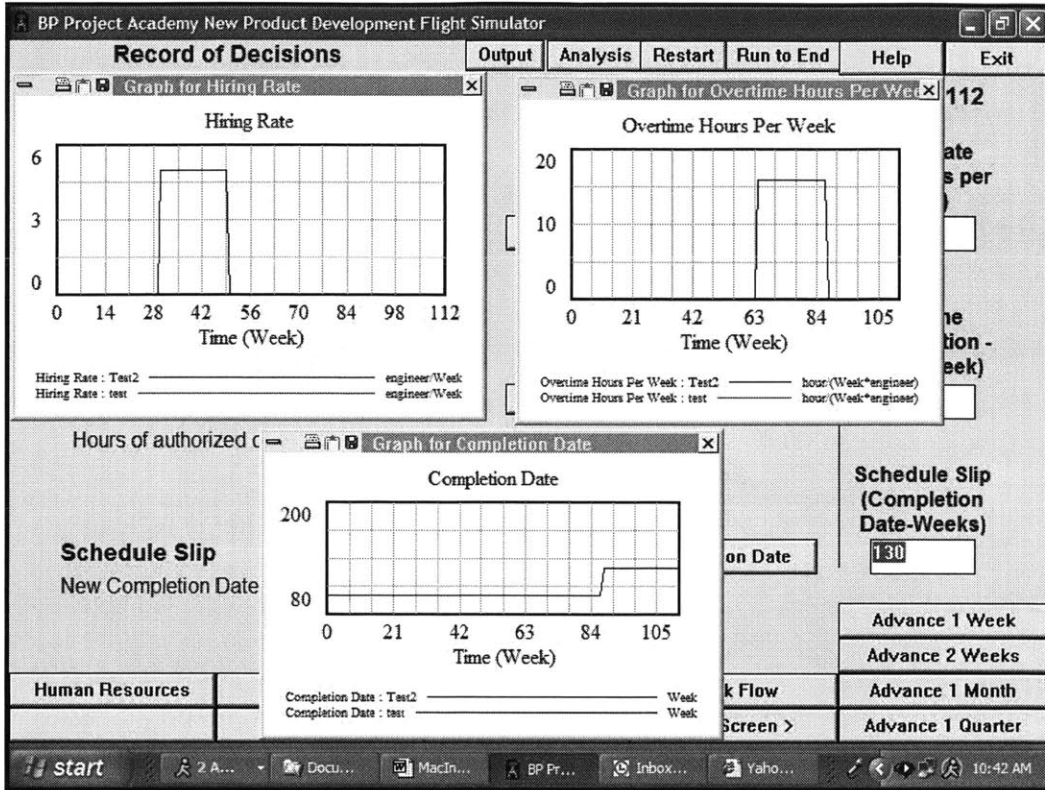 BP Project Academy New Product Development Flight Simulator
Record of Decisions
Output Analysis Restart Run to End Help Exit
Graph for Hiring Rate
Hiring Rate
6
3
0
0 14 28 42 56 70 84 98 112
Time (Week)
Hiring Rate : Test2 engineer/Week
Hiring Rate : test engineer/Week
Graph for Overtime Hours Per Wee
Overtime Hours Per Week
20
10
0
0 21 42 63 84 105
Time (Week)
Overtime Hours Per Week : Test2 hour/(Week*engineer)
Overtime Hours Per Week : test hour/(Week*engineer)
112
ate
s per
)
ne
tion -
eek)
Hours of authorized
Graph for Completion Date
Completion Date
200
80
0 21 42 63 84 105
Time (Week)
Completion Date : Test2 Week
Completion Date : test Week
Schedule Slip
New Completion Date
on Date
Schedule Slip
(Completion
Date-Weeks)
130
Advance 1 Week
Advance 2 Weeks
Human Resources k Flow Advance 1 Month
Screen > Advance 1 Quarter
start 2 A... Docu... MacIn... BP Pr... Inbox... Yaho... 10:42 AM